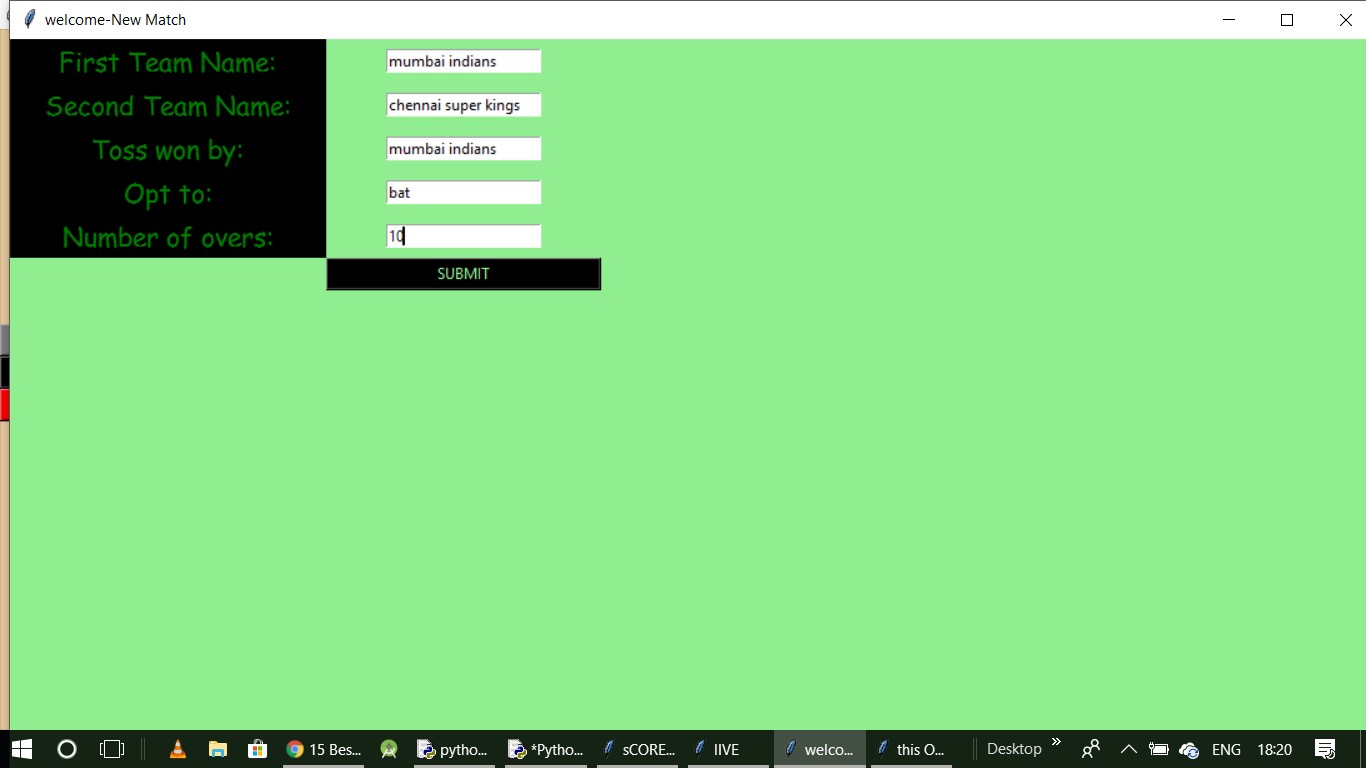 welcome-New Match
First Team Name: mumbai indians
Second Team Name: chennai super kings
Toss won by: mumbai indians
Opt to: bat
Number of overs: 10
SUBMIT
15 Bes... pytho... *Pytho... sCORE... lIVE welco... this O... Desktop » ENG 18:20